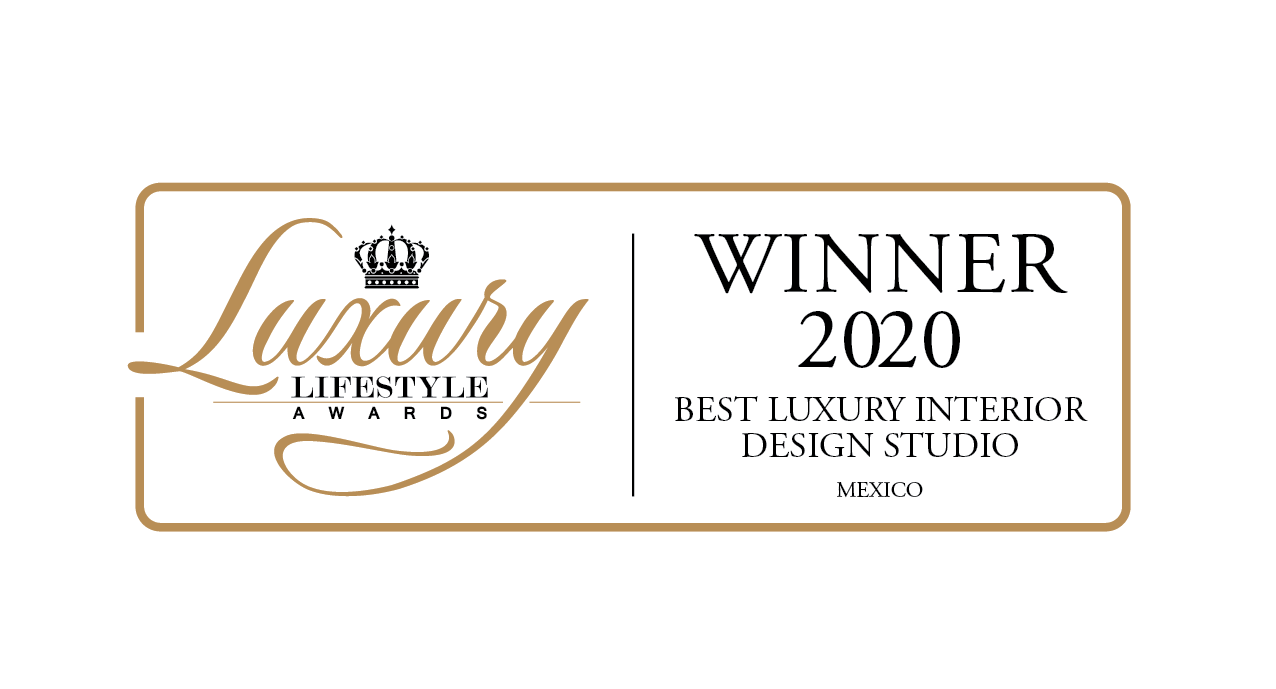 Luxury
LIFESTYLE
AWARDS
WINNER
2020
BEST LUXURY INTERIOR
DESIGN STUDIO
MEXICO